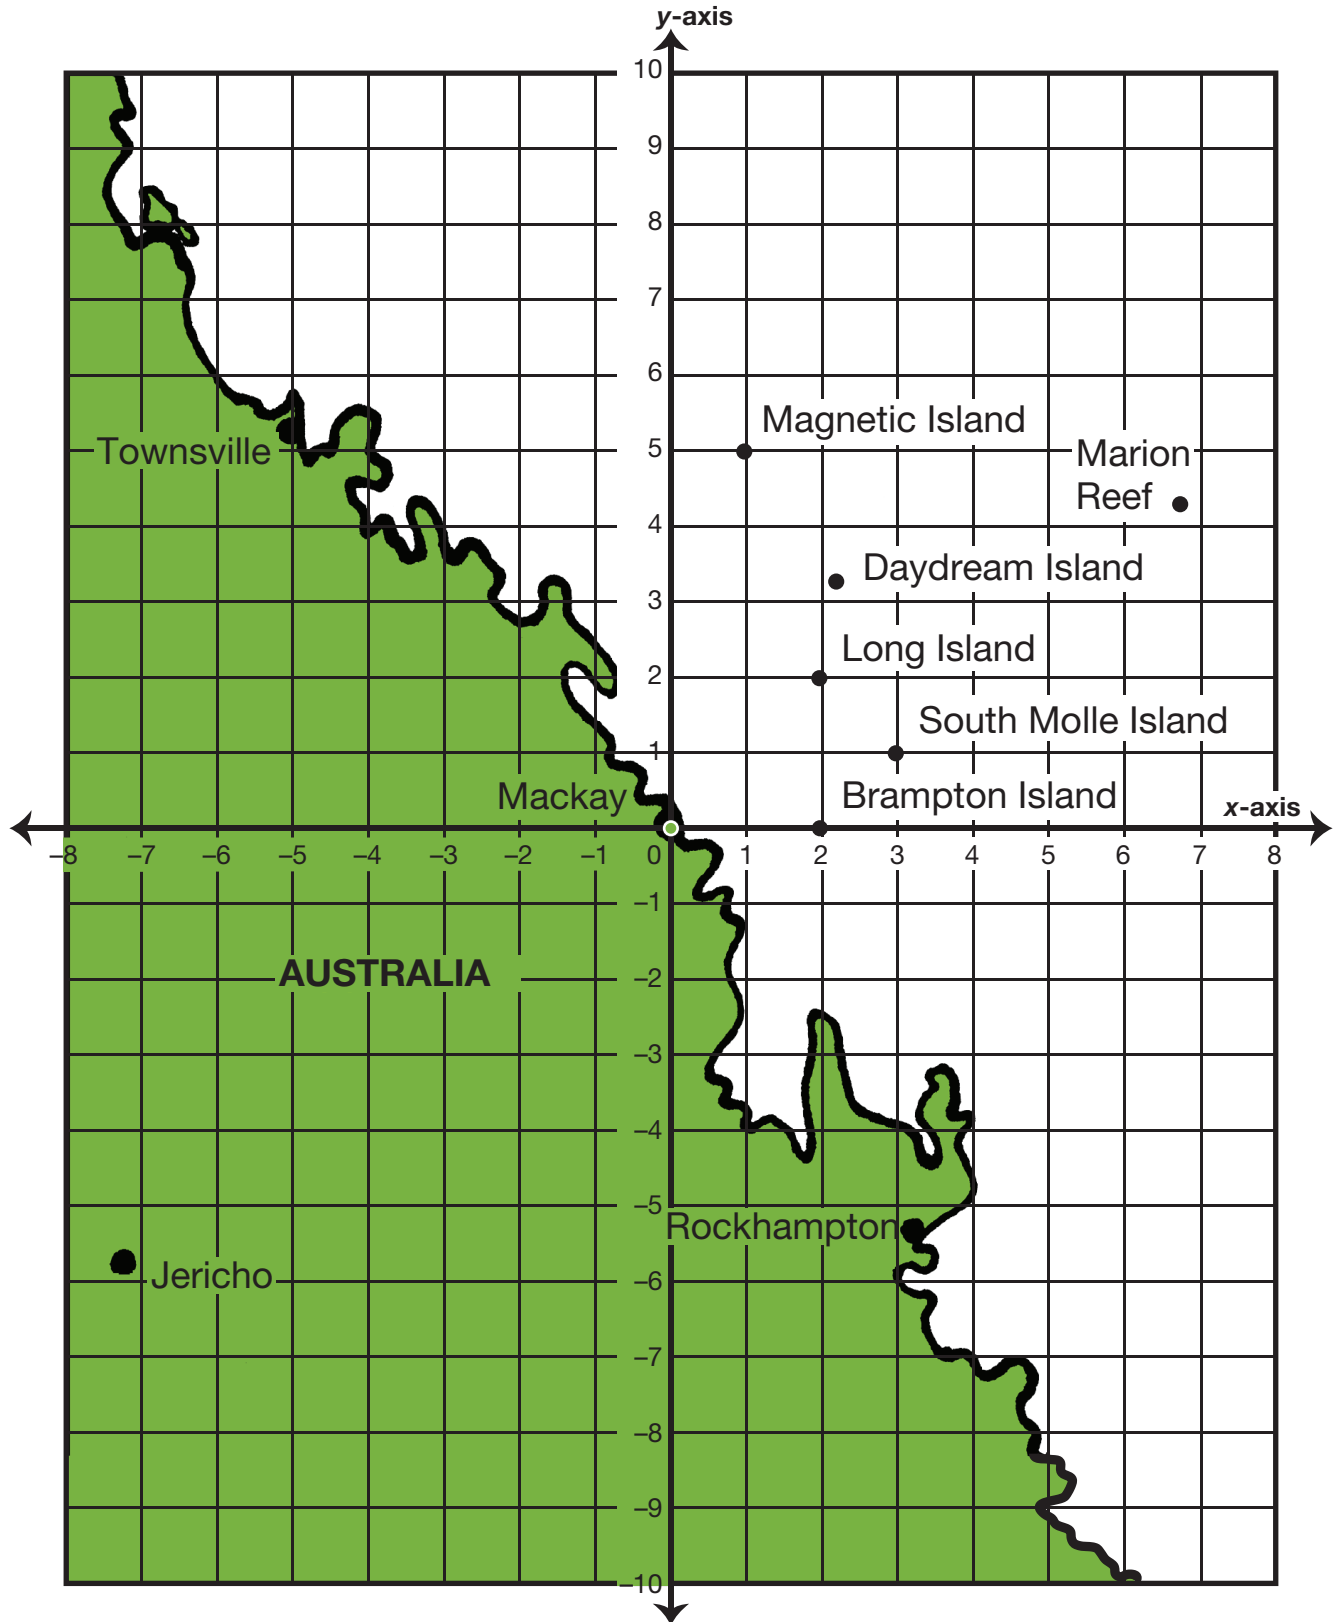 y-axis
10
9
8
7
6
Magnetic Island
Townsville
5
Marion
Reef
4
Daydream Island
3
Long Island
2
South Molle Island
1
Mackay
Brampton Island
x-axis
–8 –7 –6 –5 –4 –3 –2 –1 0 1 2 3 4 5 6 7 8
–1
AUSTRALIA
–2
–3
–4
–5
Rockhampton
Jericho
–6
–7
–8
–9
–10